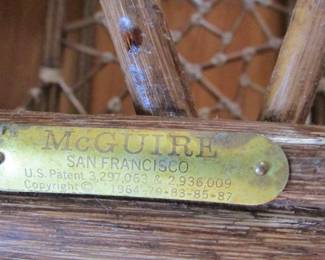 McGUIRE
SAN FRANCISCO
U.S. Patent 3,297,063 & 2,936,009
Copyright © 1964-79-83-85-87